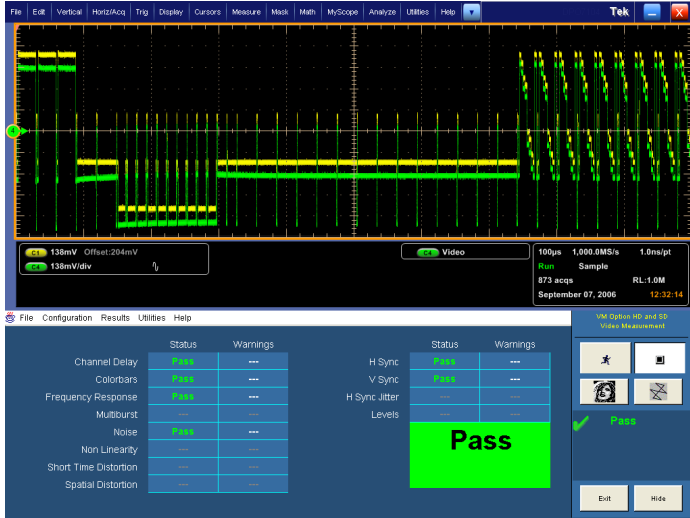 File Edit Vertical Horiz/Acq Trig Display Cursors Measure Mask Math MyScope Analyze Utilities Help Tek X
4
C1 138mV Offset:204mV
C4 138mV/div
C4 Video
100µs 1,000.0MS/s 1.0ns/pt
Run Sample
873 acqs RL:1.0M
September 07, 2006 12:32:14
File Configuration Results Utilities Help
VM Option HD and SD
Video Measurement
Status Warnings
Channel Delay Pass ---
Colorbars Pass ---
Frequency Response Pass ---
Multiburst --- ---
Noise Pass ---
Non Linearity --- ---
Short Time Distortion --- ---
Spatial Distortion --- ---
Status Warnings
H Sync Pass ---
V Sync Pass ---
H Sync Jitter --- ---
Levels --- ---
Pass
Pass
Exit Hide